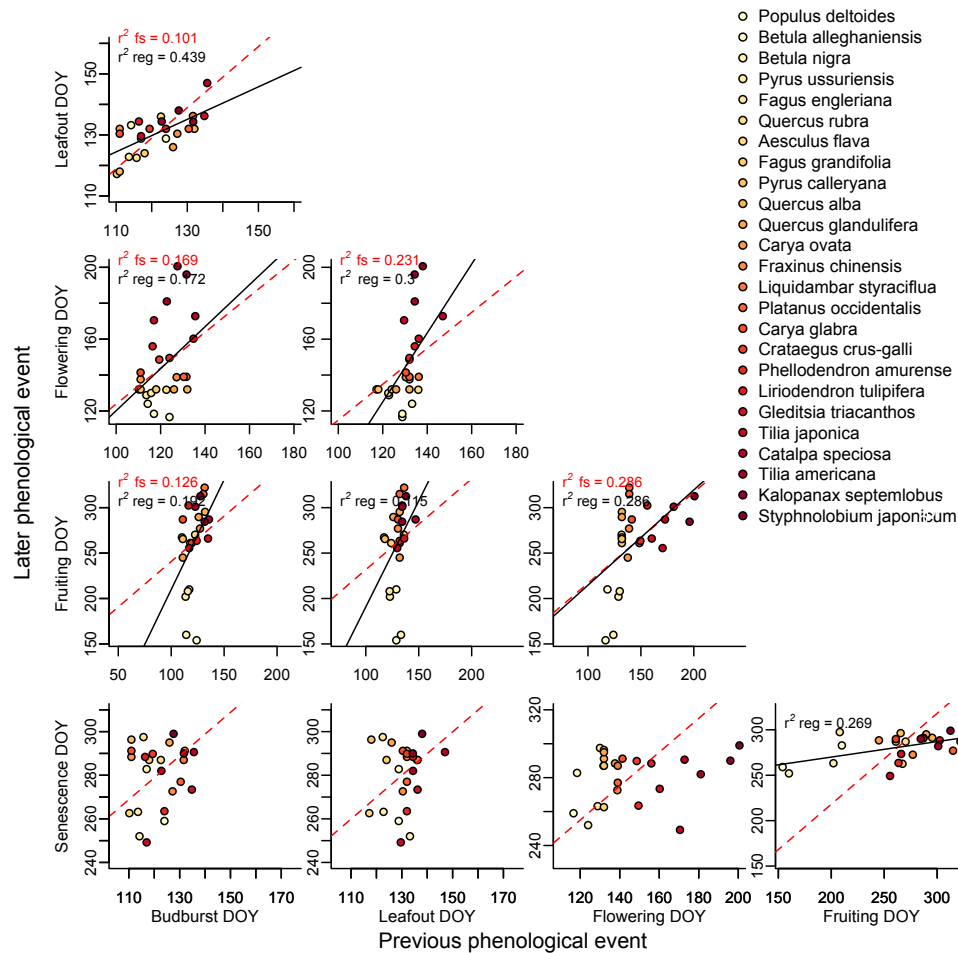 r² fs = 0.101
r² reg = 0.439
Leafout DOY
110 130 150
110 130 150
r² fs = 0.169
r² reg = 0.172
Flowering DOY
120 140 160 180 200
100 120 140 160 180
r² fs = 0.231
r² reg = 0.3
100 120 140 160 180
r² fs = 0.126
r² reg = 0.192
Fruiting DOY
150 200 250 300
50 100 150 200
r² reg = 0.115
50 100 150 200
r² fs = 0.286
r² reg = 0.286
150 200 250 300
100 150 200
Senescence DOY
240 260 280 300
110 130 150 170
Budburst DOY
240 260 280 300
110 130 150 170
Leafout DOY
240 260 280 300
120 140 160 180 200
Flowering DOY
r² reg = 0.269
150 200 250 300
150 200 250 300
Fruiting DOY
Later phenological event
Previous phenological event
Populus deltoides
Betula alleghaniensis
Betula nigra
Pyrus ussuriensis
Fagus engleriana
Quercus rubra
Aesculus flava
Fagus grandifolia
Pyrus calleryana
Quercus alba
Quercus glandulifera
Carya ovata
Fraxinus chinensis
Liquidambar styraciflua
Platanus occidentalis
Carya glabra
Crataegus crus-galli
Phellodendron amurense
Liriodendron tulipifera
Gleditsia triacanthos
Tilia japonica
Catalpa speciosa
Tilia americana
Kalopanax septemlobus
Styphnolobium japonicum